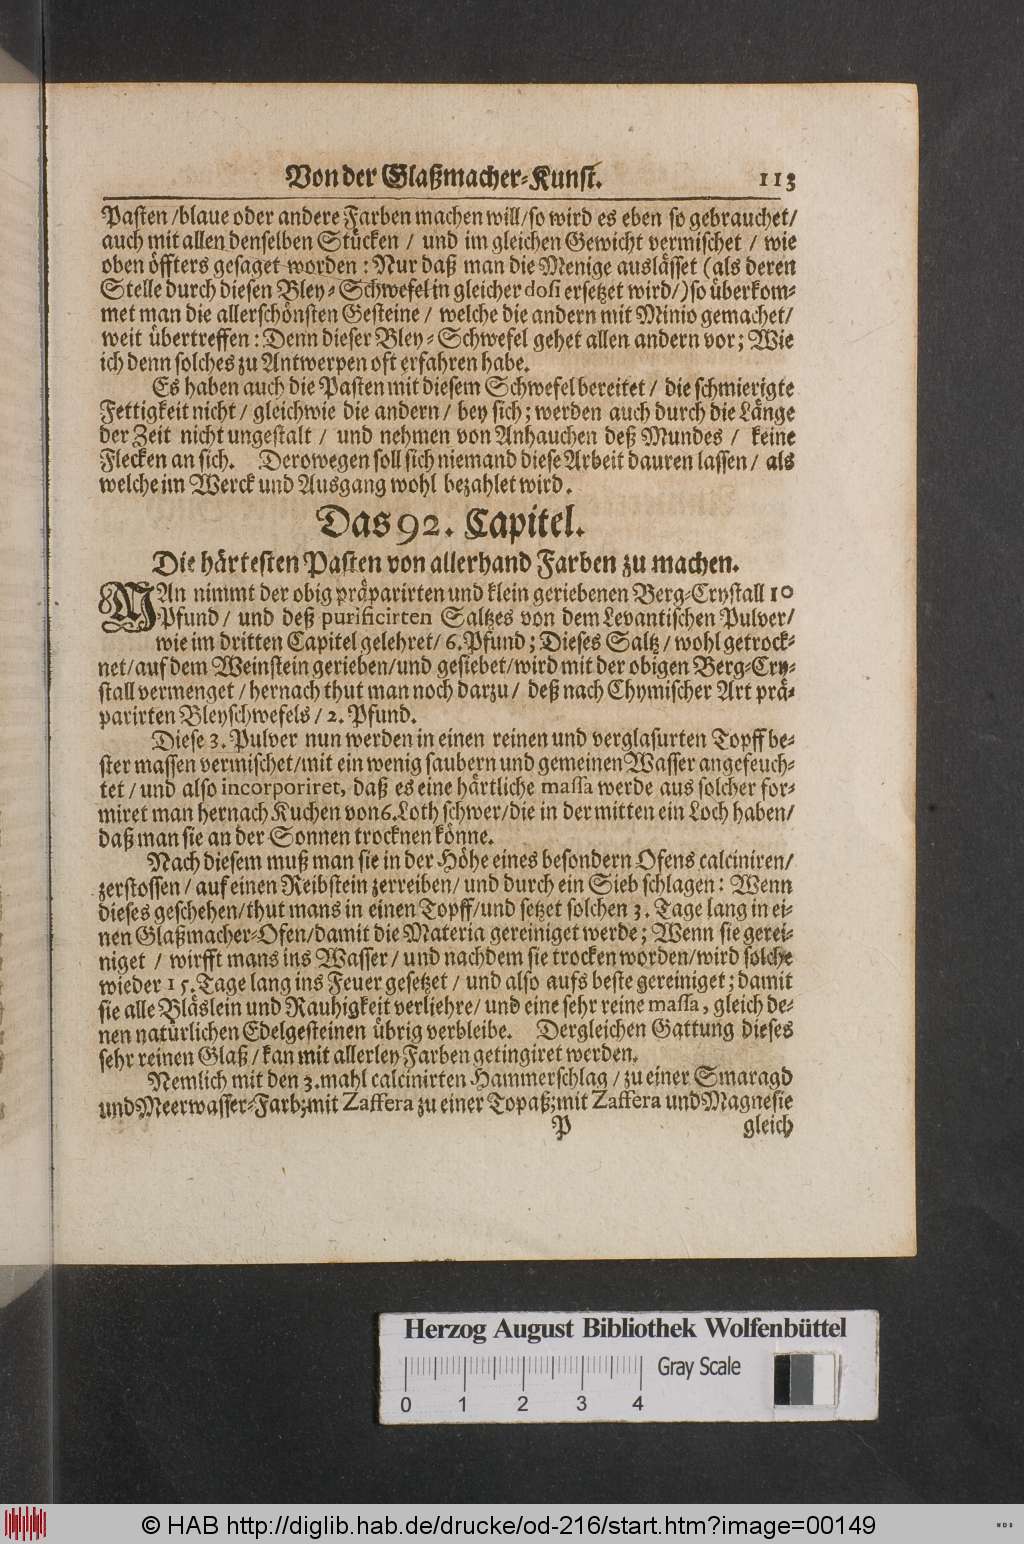 Von der Glaßmacher-Kunst. 113
Pasten /blaue oder andere Farben machen will/so wird es eben so gebrauchet/
auch mit allen denselben Stücken / und im gleichen Gewicht vermischet / wie
oben öffters gesaget worden : Nur daß man die Menige auslässet (als deren
Stelle durch diesen Bley-Schwefel in gleicher dosi ersetzet wird/) so überkom-
met man die allerschönsten Gesteine / welche die andern mit Minio gemachet/
weit übertreffen : Denn dieser Bley-Schwefel gehet allen andern vor; Wie
ich denn solches zu Antwerpen oft erfahren habe.
Es haben auch die Pasten mit diesem Schwefel bereitet / die schmierigte
Fettigkeit nicht / gleichwie die andern / bey sich; werden auch durch die Länge
der Zeit nicht ungestalt / und nehmen von Anhauchen deß Mundes / keine
Flecken an sich. Derowegen soll sich niemand diese Arbeit dauren lassen / als
welche im Werck und Ausgang wohl bezahlet wird.
Das 92. Capitel.
Die härtesten Pasten von allerhand Farben zu machen.
MAn nimmt der obig präparirten und klein geriebenen Berg-Crystall 10
Pfund / und deß purificirten Saltzes von dem Levantischen Pulver/
wie im dritten Capitel gelehret/ 6. Pfund; Dieses Saltz / wohl getrock-
net/auf dem Weinstein gerieben/und gesiebet/wird mit der obigen Berg-Cry-
stall vermenget / hernach thut man noch darzu / deß nach Chymischer Art prä-
parirten Bleyschwefels / 2. Pfund.
Diese 3. Pulver nun werden in einen reinen und verglasurten Topff be-
ster massen vermischet/mit ein wenig saubern und gemeinen Wasser angefeuch-
tet / und also incorporiret, daß es eine härtliche massa werde aus solcher for-
miret man hernach Kuchen von 6. Loth schwer/die in der mitten ein Loch haben/
daß man sie an der Sonnen trocknen könne.
Nach diesem muß man sie in der Höhe eines besondern Ofens calciniren/
zerstossen / auf einen Reibstein zerreiben/ und durch ein Sieb schlagen: Wenn
dieses geschehen/thut mans in einen Topff/und setzet solchen 3. Tage lang in ei-
nen Glaßmacher-Ofen/damit die Materia gereiniget werde; Wenn sie gerei-
niget / wirfft mans ins Wasser / und nachdem sie trocken worden/wird solche
wieder 15. Tage lang ins Feuer gesetzet / und also aufs beste gereiniget; damit
sie alle Bläslein und Rauhigkeit verliehre/ und eine sehr reine massa, gleich de-
nen natürlichen Edelgesteinen übrig verbleibe. Dergleichen Gattung dieses
sehr reinen Glaß / kan mit allerley Farben getingiret werden.
Nemlich mit den 3.mahl calcinirten Hammerschlag / zu einer Smaragd
und Meerwasser-Farb;mit Zaffera zu einer Topaß;mit Zaffera und Magnesie
P gleich
Herzog August Bibliothek Wolfenbüttel
Gray Scale
0 1 2 3 4
© HAB http://diglib.hab.de/drucke/od-216/start.htm?image=00149